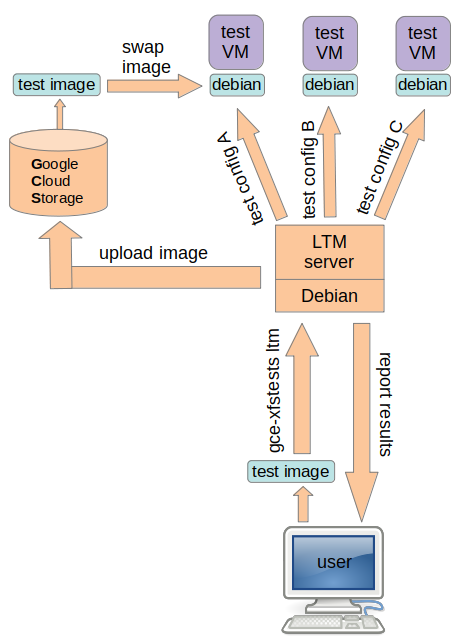 test
VM
test
VM
test
VM
swap
image
test image
debian
debian
debian
test config A
test config B
test config C
Google
Cloud
Storage
LTM
server
Debian
upload image
gce-xfstests ltm
report results
test image
user